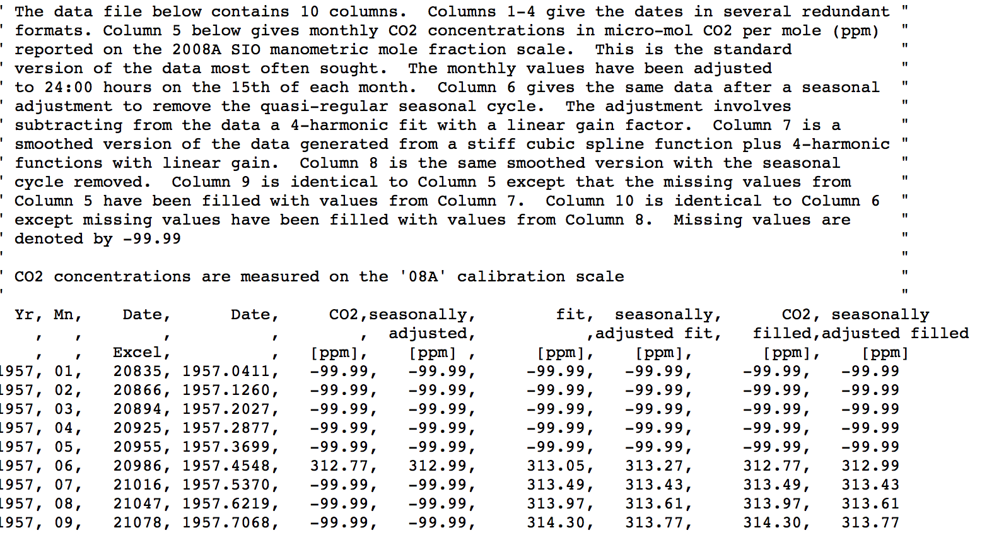 ' The data file below contains 10 columns.  Columns 1-4 give the dates in several redundant "
' formats. Column 5 below gives monthly CO2 concentrations in micro-mol CO2 per mole (ppm)  "
' reported on the 2008A SIO manometric mole fraction scale.  This is the standard           "
' version of the data most often sought.  The monthly values have been adjusted             "
' to 24:00 hours on the 15th of each month.  Column 6 gives the same data after a seasonal  "
' adjustment to remove the quasi-regular seasonal cycle.  The adjustment involves           "
' subtracting from the data a 4-harmonic fit with a linear gain factor.  Column 7 is a      "
' smoothed version of the data generated from a stiff cubic spline function plus 4-harmonic "
' functions with linear gain.  Column 8 is the same smoothed version with the seasonal      "
' cycle removed.  Column 9 is identical to Column 5 except that the missing values from     "
' Column 5 have been filled with values from Column 7.  Column 10 is identical to Column 6  "
' except missing values have been filled with values from Column 8.  Missing values are     "
' denoted by -99.99                                                                         "
'                                                                                           "
' CO2 concentrations are measured on the '08A' calibration scale                            "
'                                                                                           "
Yr, Mn,    Date,      Date,     CO2,seasonally,        fit,  seasonally,      CO2, seasonally
  ,   ,        ,          ,        ,  adjusted,           ,adjusted fit,   filled,adjusted filled
  ,   ,   Excel,          ,   [ppm],    [ppm] ,      [ppm],     [ppm],       [ppm],    [ppm]
1957, 01,   20835, 1957.0411,   -99.99,   -99.99,     -99.99,   -99.99,     -99.99,   -99.99
1957, 02,   20866, 1957.1260,   -99.99,   -99.99,     -99.99,   -99.99,     -99.99,   -99.99
1957, 03,   20894, 1957.2027,   -99.99,   -99.99,     -99.99,   -99.99,     -99.99,   -99.99
1957, 04,   20925, 1957.2877,   -99.99,   -99.99,     -99.99,   -99.99,     -99.99,   -99.99
1957, 05,   20955, 1957.3699,   -99.99,   -99.99,     -99.99,   -99.99,     -99.99,   -99.99
1957, 06,   20986, 1957.4548,   312.77,   312.99,     313.05,   313.27,     312.77,   312.99
1957, 07,   21016, 1957.5370,   -99.99,   -99.99,     313.49,   313.43,     313.49,   313.43
1957, 08,   21047, 1957.6219,   -99.99,   -99.99,     313.97,   313.61,     313.97,   313.61
1957, 09,   21078, 1957.7068,   -99.99,   -99.99,     314.30,   313.77,     314.30,   313.77